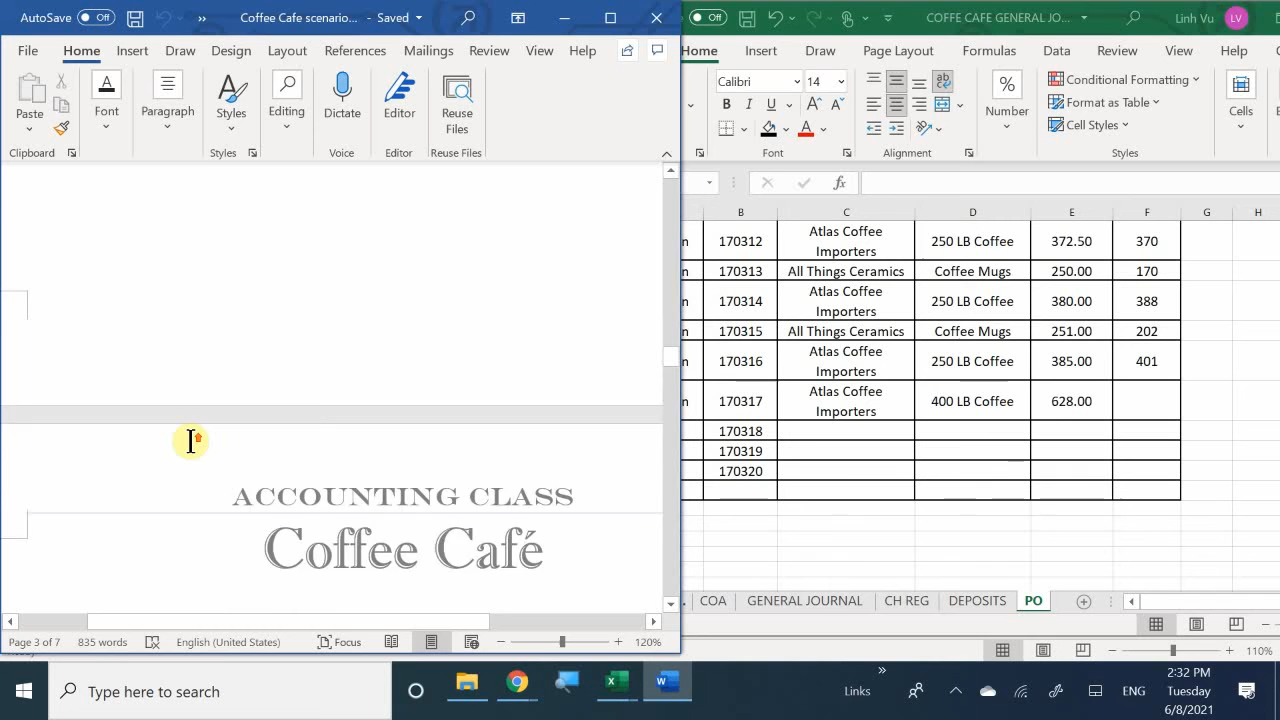 AutoSave Off Coffee Cafe scenario... - Saved
File Home Insert Draw Design Layout References Mailings Review View Help
Paste Font Paragraph Styles Editing Dictate Editor Reuse Files
Clipboard Styles Voice Editor Reuse Files
ACCOUNTING CLASS
Coffee Café
Page 3 of 7 835 words English (United States) Focus 120%
Off COFFE CAFE GENERAL JO... Linh Vu LV
Home Insert Draw Page Layout Formulas Data Review View Help
Calibri 14 ab % Conditional Formatting
B I U A A Number Format as Table Cells
A Cell Styles
Font Alignment Styles
fx
B C D E F G H
n 170312 Atlas Coffee Importers 250 LB Coffee 372.50 370
170313 All Things Ceramics Coffee Mugs 250.00 170
n 170314 Atlas Coffee Importers 250 LB Coffee 380.00 388
170315 All Things Ceramics Coffee Mugs 251.00 202
n 170316 Atlas Coffee Importers 250 LB Coffee 385.00 401
n 170317 Atlas Coffee Importers 400 LB Coffee 628.00
170318
170319
170320
COA GENERAL JOURNAL CH REG DEPOSITS PO
110%
Type here to search Links ENG 2:32 PM
Tuesday
6/8/2021